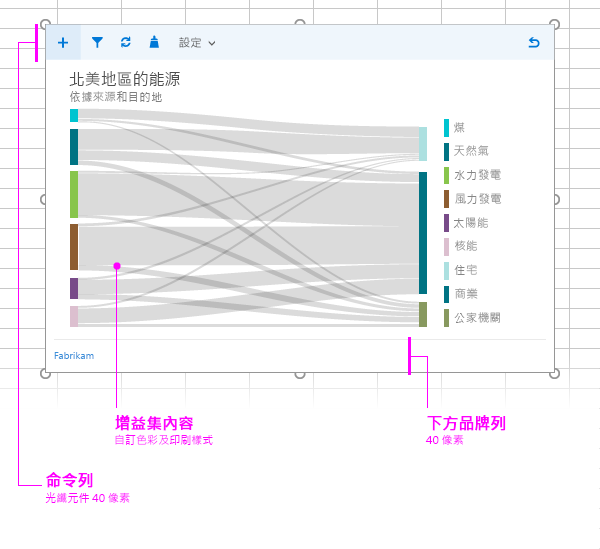 設定
北美地區的能源
依據來源和目的地
煤
天然氣
水力發電
風力發電
太陽能
核能
住宅
商業
公家機關
Fabrikam
增益集內容
自訂色彩及印刷樣式
下方品牌列
40 像素
命令列
光纖元件 40 像素